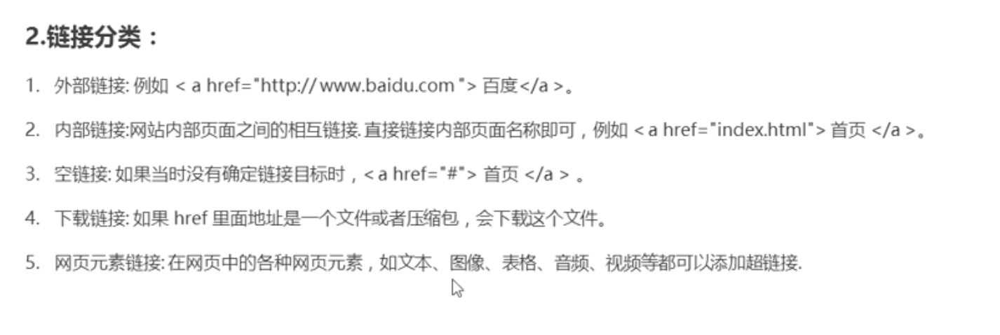 2.链接分类：
1. 外部链接: 例如 < a href="http:// www.baidu.com "> 百度</a >。
2. 内部链接:网站内部页面之间的相互链接. 直接链接内部页面名称即可，例如 < a href="index.html"> 首页 </a >。
3. 空链接: 如果当时没有确定链接目标时，< a href="#"> 首页 </a > 。
4. 下载链接: 如果 href 里面地址是一个文件或者压缩包，会下载这个文件。
5. 网页元素链接: 在网页中的各种网页元素，如文本、图像、表格、音频、视频等都可以添加超链接.